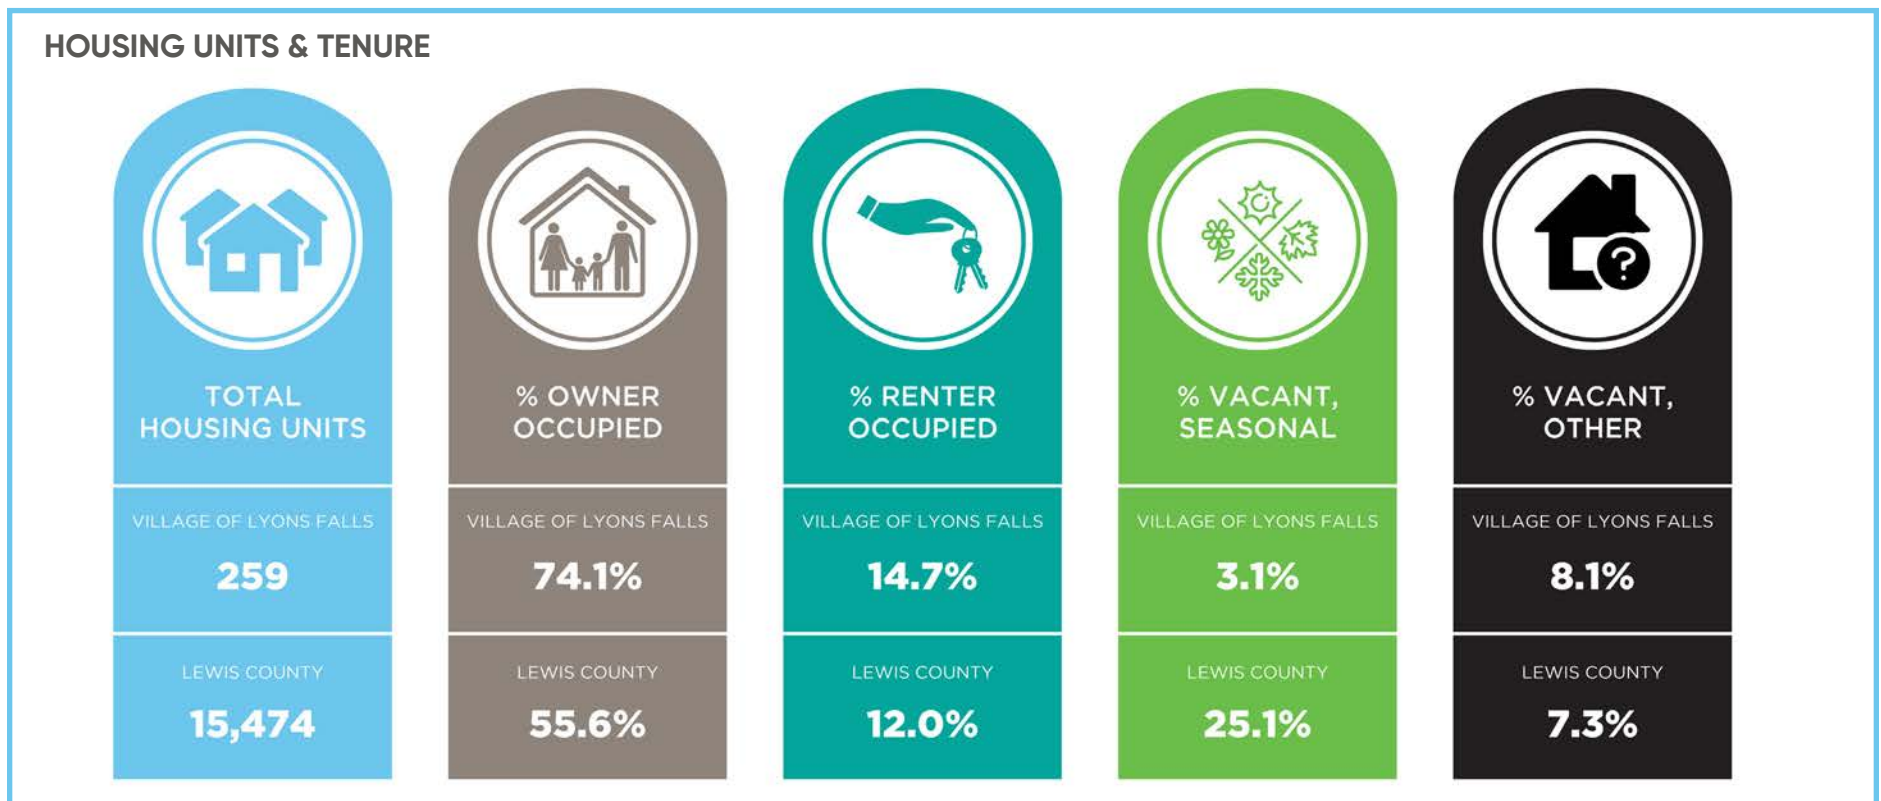 HOUSING UNITS & TENURE
TOTAL
HOUSING UNITS
VILLAGE OF LYONS FALLS
259
LEWIS COUNTY
15,474
% OWNER
OCCUPIED
VILLAGE OF LYONS FALLS
74.1%
LEWIS COUNTY
55.6%
% RENTER
OCCUPIED
VILLAGE OF LYONS FALLS
14.7%
LEWIS COUNTY
12.0%
% VACANT,
SEASONAL
VILLAGE OF LYONS FALLS
3.1%
LEWIS COUNTY
25.1%
?
% VACANT,
OTHER
VILLAGE OF LYONS FALLS
8.1%
LEWIS COUNTY
7.3%